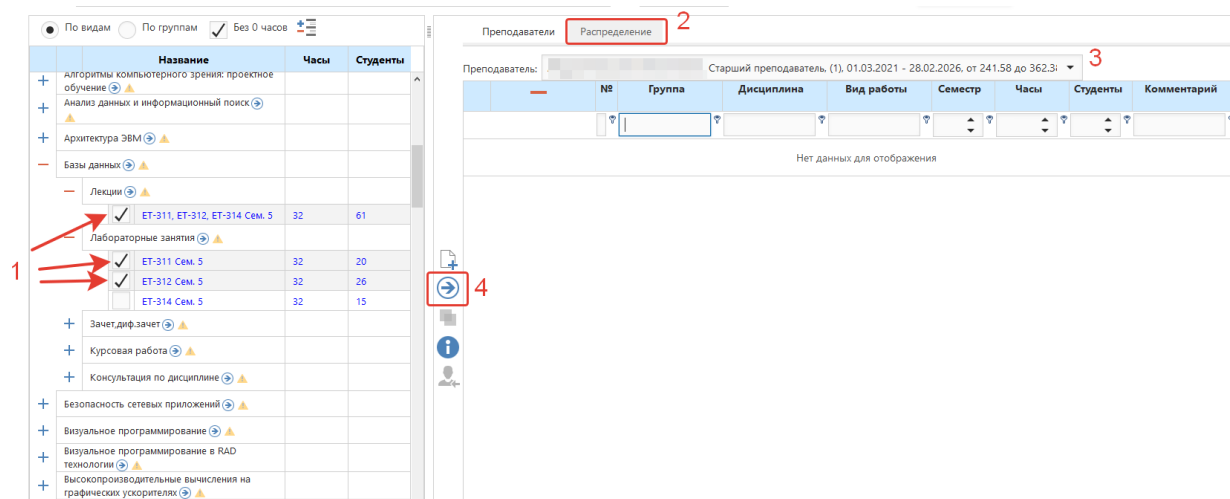 По видам По группам Без 0 часов
Название Часы Студенты
Алгоритмы компьютерного зрения: проектное
обучение
Анализ данных и информационный поиск
Архитектура ЭВМ
Базы данных
Лекции
ЕТ-311, ЕТ-312, ЕТ-314 Сем. 5 32 61
Лабораторные занятия
ЕТ-311 Сем. 5 32 20
ЕТ-312 Сем. 5 32 26
ЕТ-314 Сем. 5 32 15
Зачет,диф.зачет
Курсовая работа
Консультация по дисциплине
Безопасность сетевых приложений
Визуальное программирование
Визуальное программирование в RAD
технологии
Высокопроизводительные вычисления на
графических ускорителях
1
Преподаватели Распределение 2
Преподаватель: Старший преподаватель, (1), 01.03.2021 - 28.02.2026, от 241.58 до 362.38 3
№ Группа Дисциплина Вид работы Семестр Часы Студенты Комментарий
Нет данных для отображения
4